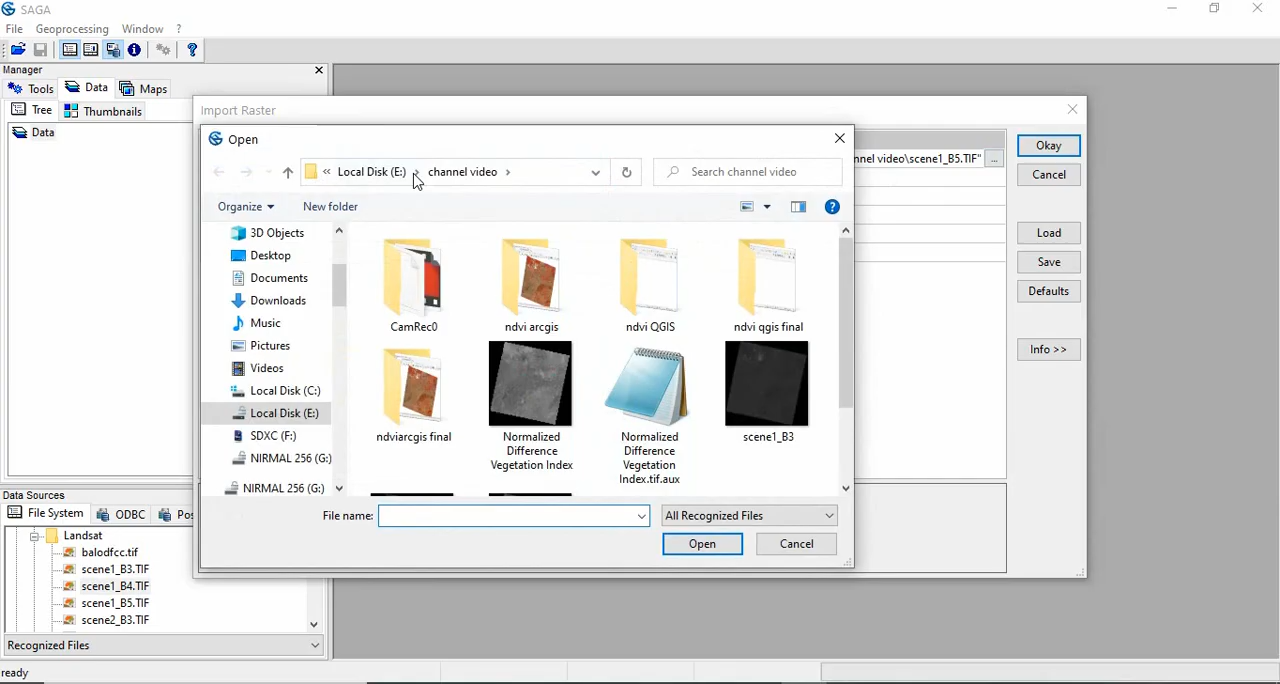 SAGA
File Geoprocessing Window ?
Manager
Tools Data Maps
Tree Thumbnails
Data
Import Raster
Open
« Local Disk (E:) › channel video ›
Search channel video
Organize New folder
3D Objects
Desktop
Documents
Downloads
Music
Pictures
Videos
Local Disk (C:)
Local Disk (E:)
SDXC (F:)
NIRMAL 256 (G:)
NIRMAL 256 (G:)
CamRec0 ndvi arcgis ndvi QGIS ndvi qgis final
ndviarcgis final
Normalized
Difference
Vegetation Index
Normalized
Difference
Vegetation
Index.tif.aux
scene1_B3
File name: All Recognized Files
Open Cancel
nnel video\scene1_B5.TIF" ...
Okay
Cancel
Load
Save
Defaults
Info >>
Data Sources
File System ODBC
Landsat
balodfcc.tif
scene1_B3.TIF
scene1_B4.TIF
scene1_B5.TIF
scene2_B3.TIF
Recognized Files
ready